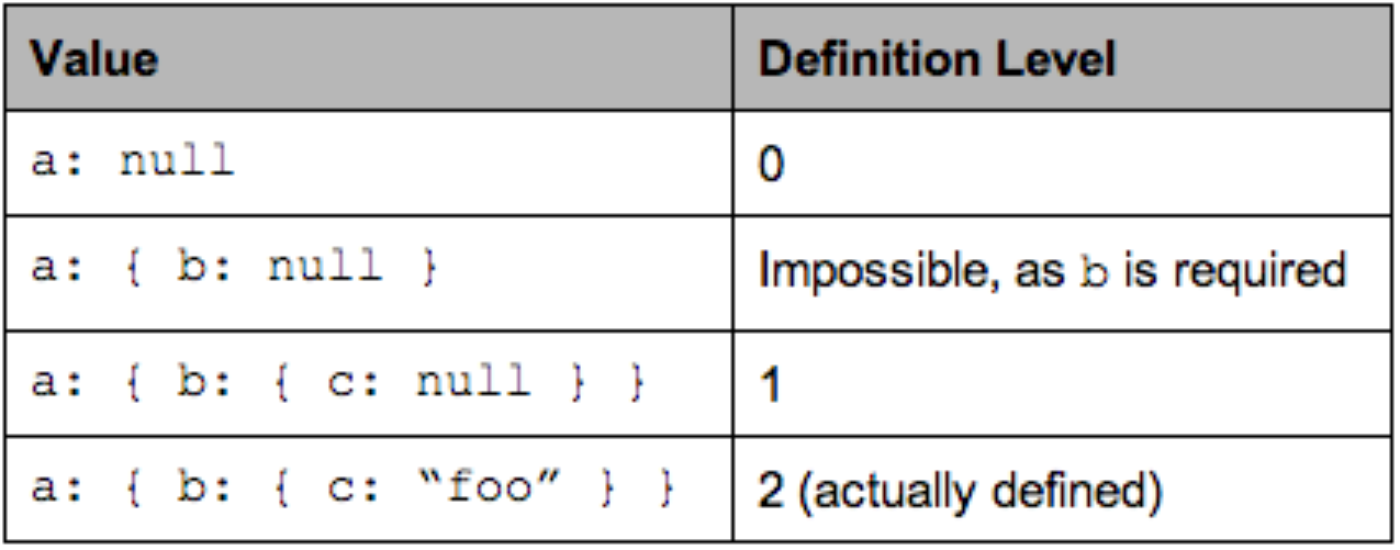 Value Definition Level
a: null 0
a: { b: null } Impossible, as b is required
a: { b: { c: null } } 1
a: { b: { c: “foo” } } 2 (actually defined)